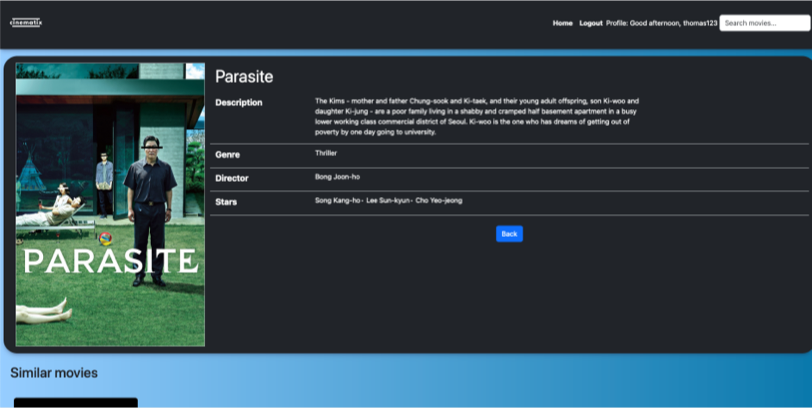 cinematix
Home Logout Profile: Good afternoon, thomas123 Search movies...
Parasite
Description
The Kims - mother and father Chung-sook and Ki-taek, and their young adult offspring, son Ki-woo and
daughter Ki-jung - are a poor family living in a shabby and cramped half basement apartment in a busy
lower working class commercial district of Seoul. Ki-woo is the one who has dreams of getting out of
poverty by one day going to university.
Genre Thriller
Director Bong Joon-ho
Stars Song Kang-ho- Lee Sun-kyun- Cho Yeo-jeong
Back
PARASITE
Similar movies